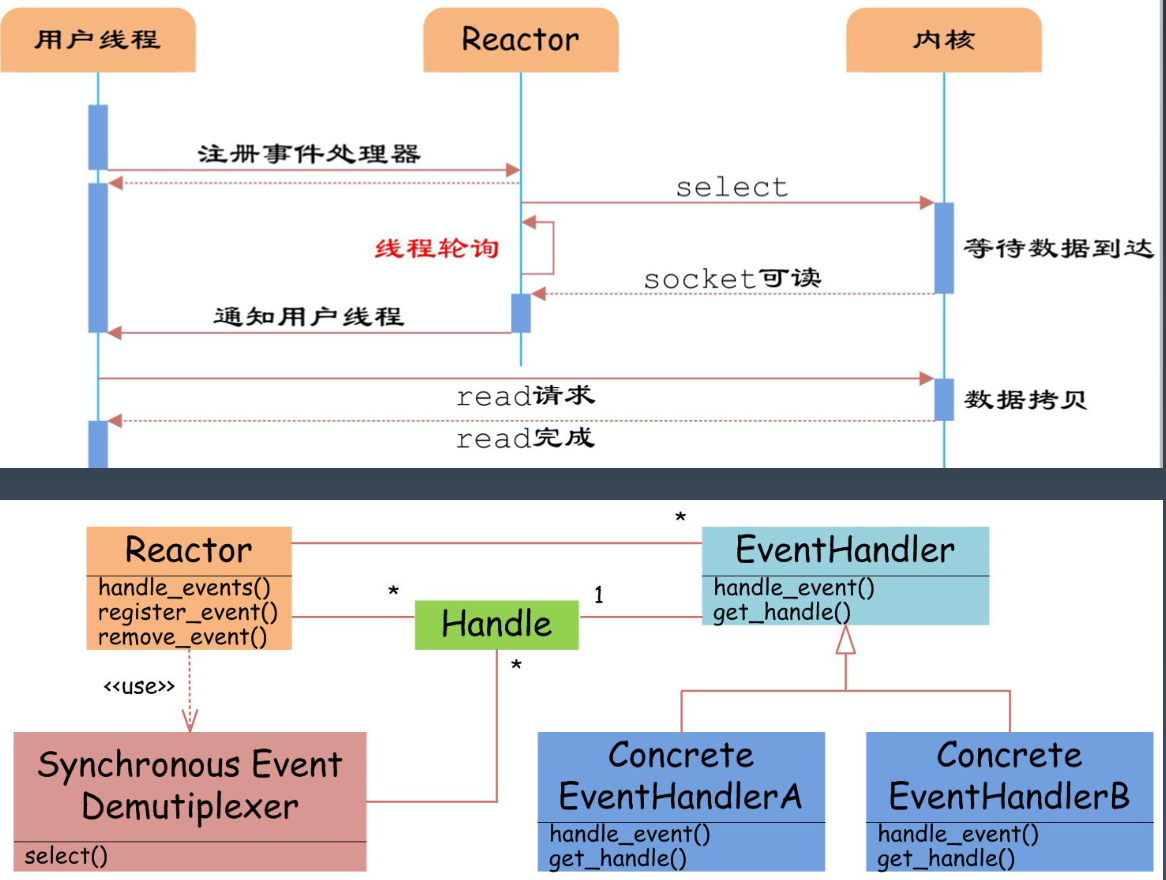 用户线程
Reactor
内核
注册事件处理器
select
线程轮询
等待数据到达
socket可读
通知用户线程
read请求
数据拷贝
read完成
Reactor
handle_events()
register_event()
remove_event()
*
EventHandler
handle_event()
get_handle()
*
Handle
1
*
<<use>>
Synchronous Event
Demutiplexer
select()
Concrete
EventHandlerA
handle_event()
get_handle()
Concrete
EventHandlerB
handle_event()
get_handle()